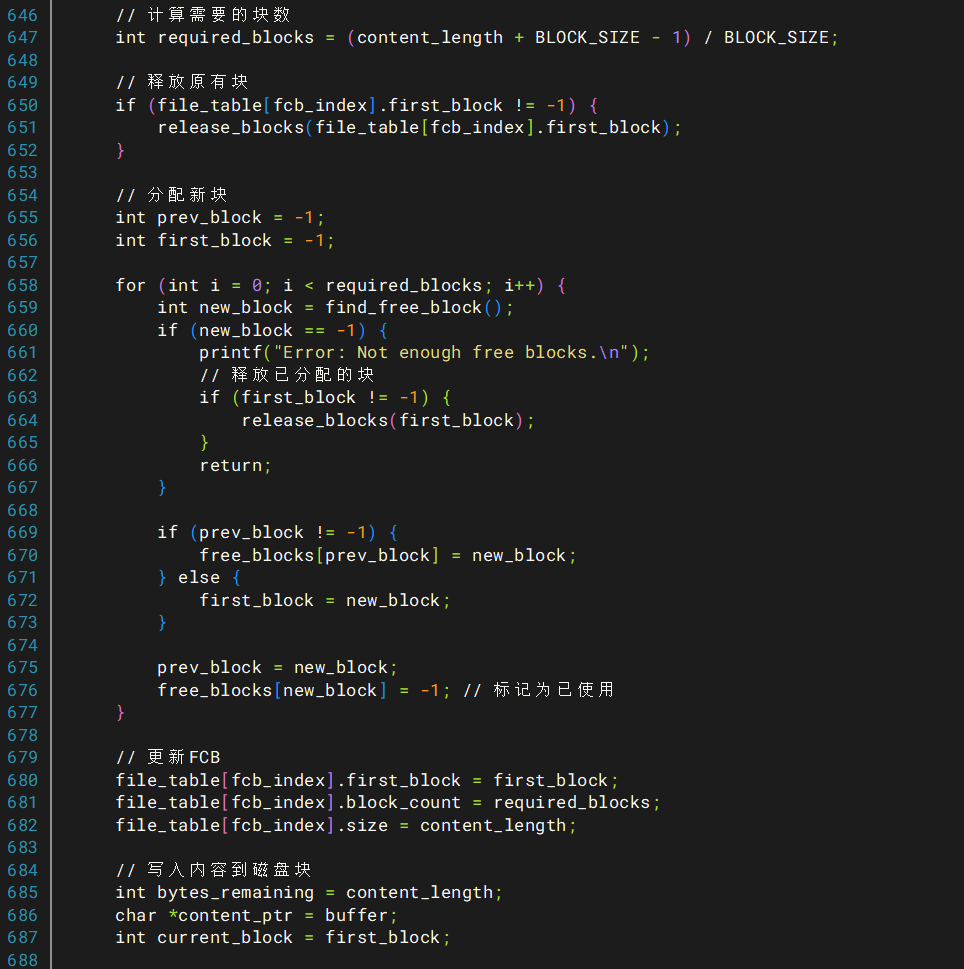 646 // 计算需要的块数
647 int required_blocks = (content_length + BLOCK_SIZE - 1) / BLOCK_SIZE;
648
649 // 释放原有块
650 if (file_table[fcb_index].first_block != -1) {
651 release_blocks(file_table[fcb_index].first_block);
652 }
653
654 // 分配新块
655 int prev_block = -1;
656 int first_block = -1;
657
658 for (int i = 0; i < required_blocks; i++) {
659 int new_block = find_free_block();
660 if (new_block == -1) {
661 printf("Error: Not enough free blocks.\n");
662 // 释放已分配的块
663 if (first_block != -1) {
664 release_blocks(first_block);
665 }
666 return;
667 }
668
669 if (prev_block != -1) {
670 free_blocks[prev_block] = new_block;
671 } else {
672 first_block = new_block;
673 }
674
675 prev_block = new_block;
676 free_blocks[new_block] = -1; // 标记为已使用
677 }
678
679 // 更新FCB
680 file_table[fcb_index].first_block = first_block;
681 file_table[fcb_index].block_count = required_blocks;
682 file_table[fcb_index].size = content_length;
683
684 // 写入内容到磁盘块
685 int bytes_remaining = content_length;
686 char *content_ptr = buffer;
687 int current_block = first_block;
688